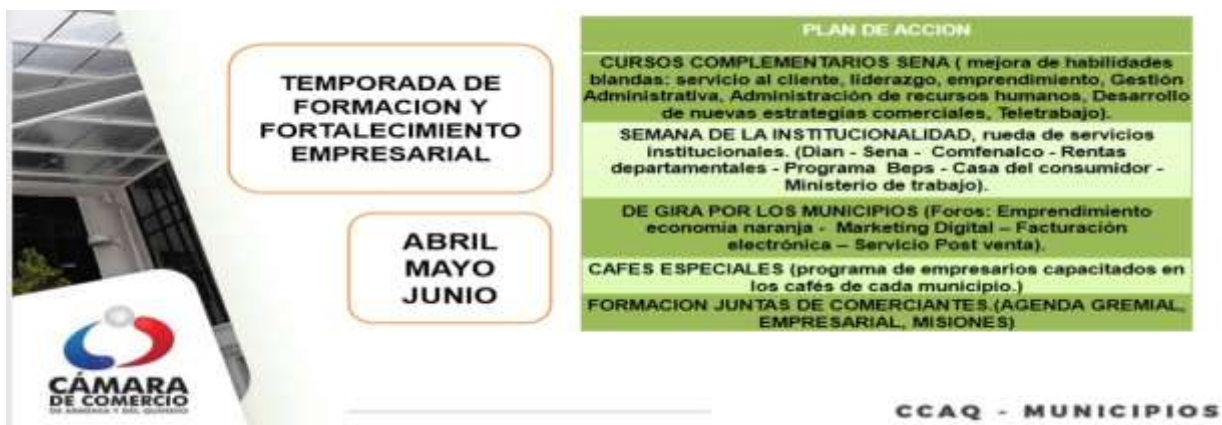 TEMPORADA DE
FORMACION Y
FORTALECIMIENTO
EMPRESARIAL
ABRIL
MAYO
JUNIO
PLAN DE ACCION
CURSOS COMPLEMENTARIOS SENA ( mejora de habilidades
blandas: servicio al cliente, liderazgo, emprendimiento, Gestión
Administrativa, Administración de recursos humanos, Desarrollo
de nuevas estrategias comerciales, Teletrabajo).
SEMANA DE LA INSTITUCIONALIDAD, rueda de servicios
institucionales. (Dian - Sena - Comfenalco - Rentas
departamentales - Programa Beps - Casa del consumidor -
Ministerio de trabajo).
DE GIRA POR LOS MUNICIPIOS (Foros: Emprendimiento
economía naranja - Marketing Digital – Facturación
electrónica – Servicio Post venta).
CAFES ESPECIALES (programa de empresarios capacitados en
los cafés de cada municipio.)
FORMACION JUNTAS DE COMERCIANTES.(AGENDA GREMIAL,
EMPRESARIAL, MISIONES)
CÁMARA
DE COMERCIO
DE ARMENIA Y DEL QUINDÍO
CCAQ - MUNICIPIOS